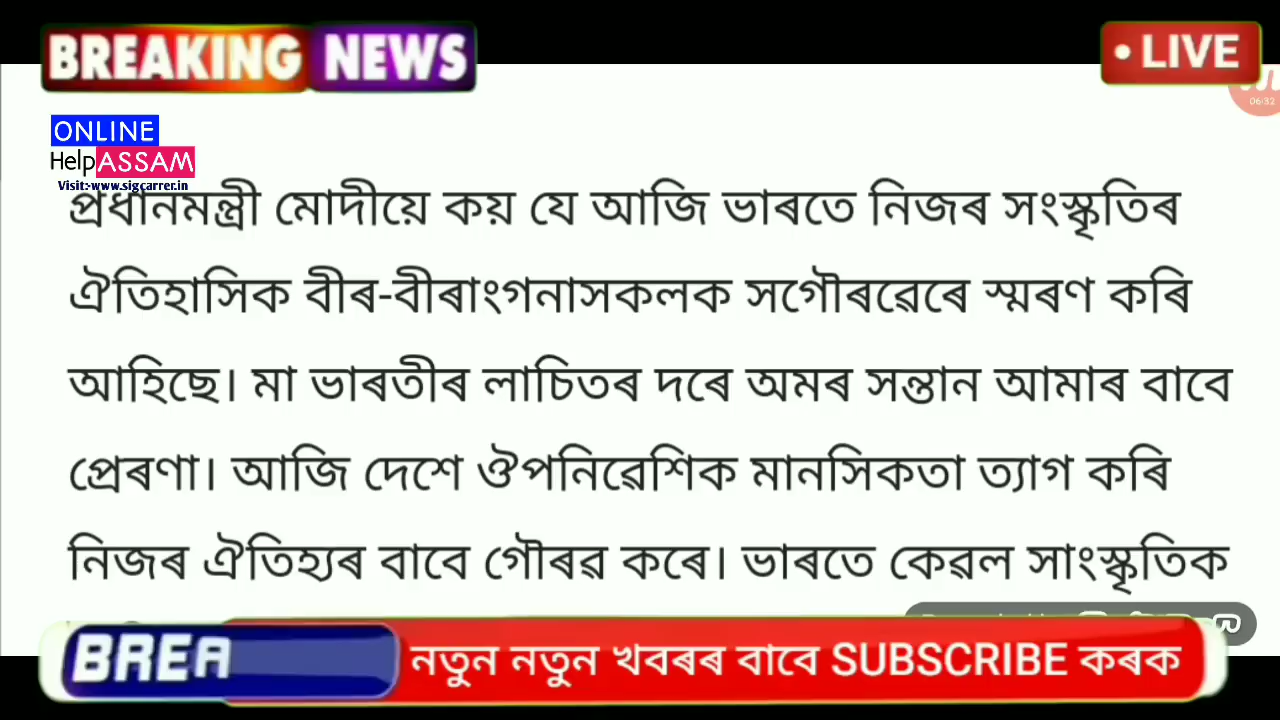 BREAKING NEWS
• LIVE
06:32
ONLINE
HelpASSAM
Visit:-www.sigcarrer.in
প্ৰধানমন্ত্ৰী মোদীয়ে কয় যে আজি ভাৰতে নিজৰ সংস্কৃতিৰ
ঐতিহাসিক বীৰ-বীৰাংগনাসকলক সগৌৰৱেৰে স্মৰণ কৰি
আহিছে। মা ভাৰতীৰ লাচিতৰ দৰে অমৰ সন্তান আমাৰ বাবে
প্ৰেৰণা। আজি দেশে ঔপনিৱেশিক মানসিকতা ত্যাগ কৰি
নিজৰ ঐতিহ্যৰ বাবে গৌৰৱ কৰে। ভাৰতে কেৱল সাংস্কৃতিক
BREA
নতুন নতুন খবৰৰ বাবে SUBSCRIBE কৰক